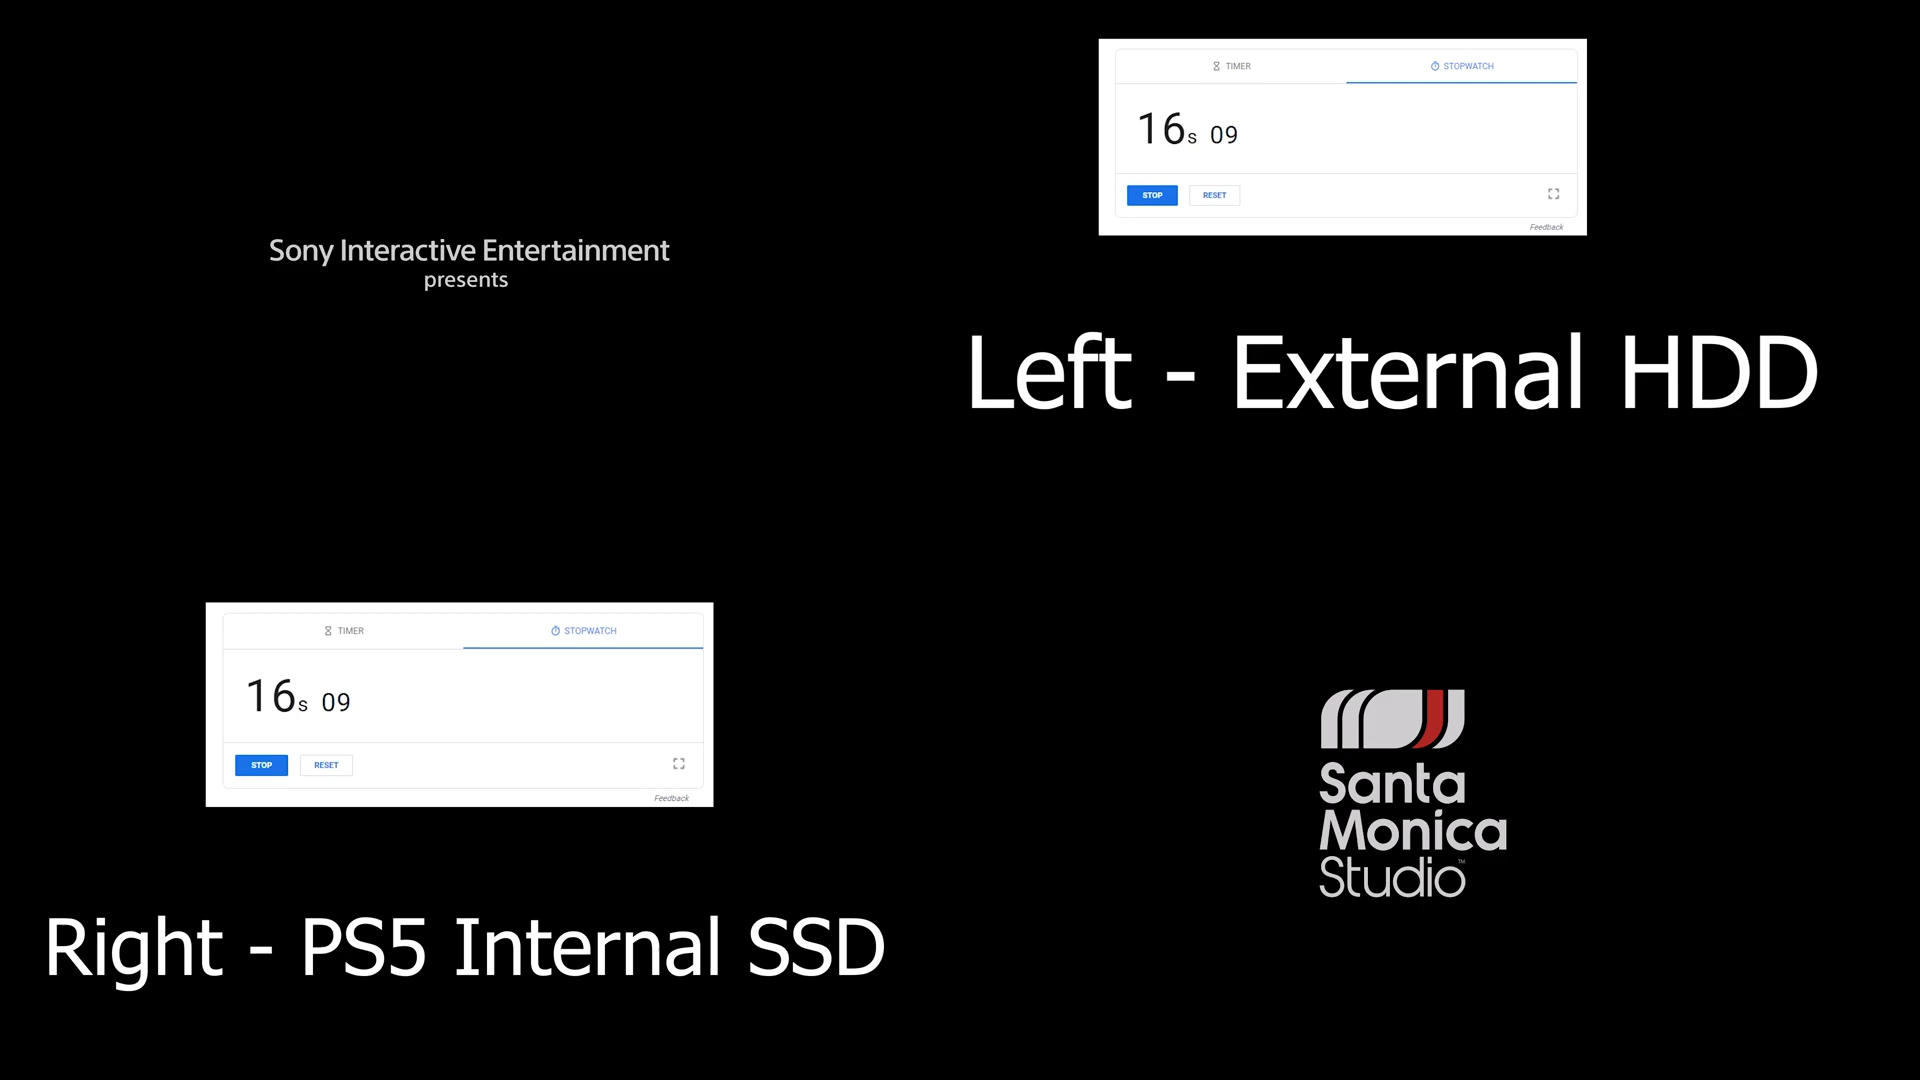 TIMER STOPWATCH
16s 09
STOP RESET
Feedback
Sony Interactive Entertainment
presents
Left - External HDD
TIMER STOPWATCH
16s 09
STOP RESET
Feedback
Santa
Monica
Studio™
Right - PS5 Internal SSD